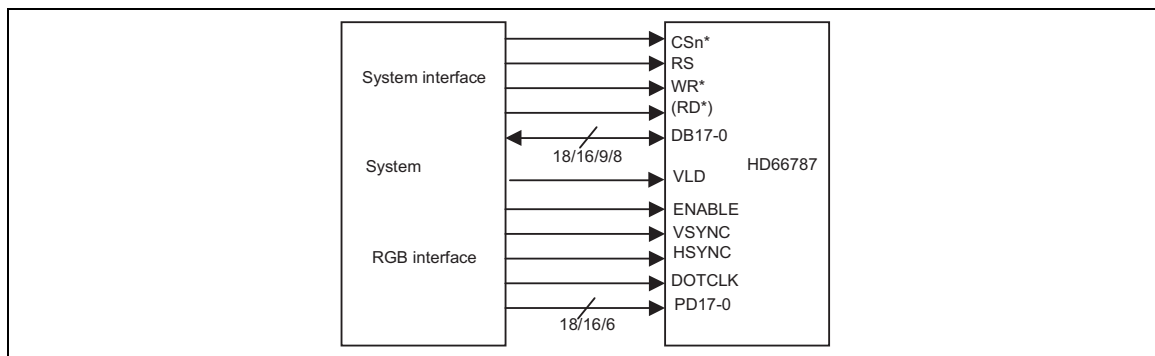 CSn*
RS
System interface
WR*
(RD*)
DB17-0
18/16/9/8
HD66787
System
VLD
ENABLE
VSYNC
HSYNC
RGB interface
DOTCLK
PD17-0
18/16/6